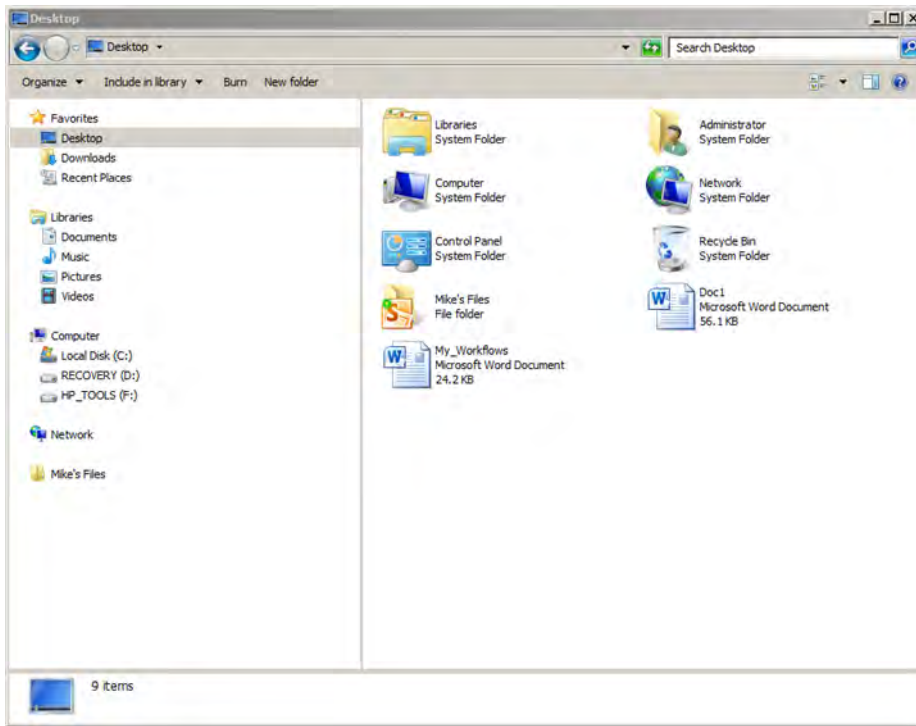 Desktop
Desktop
Search Desktop
Organize
Include in library
Burn
New folder
Favorites
Desktop
Downloads
Recent Places
Libraries
Documents
Music
Pictures
Videos
Computer
Local Disk (C:)
RECOVERY (D:)
HP_TOOLS (F:)
Network
Mike's Files
Libraries
System Folder
Administrator
System Folder
Computer
System Folder
Network
System Folder
Control Panel
System Folder
Recycle Bin
System Folder
Mike's Files
File folder
Doc1
Microsoft Word Document
56.1 KB
My_Workflows
Microsoft Word Document
24.2 KB
9 items